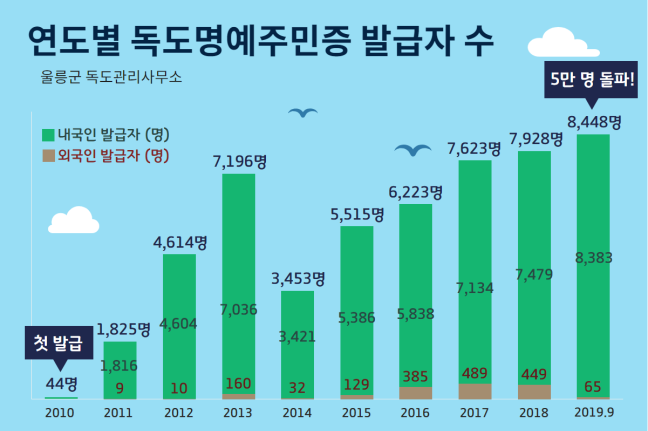 연도별 독도명예주민증 발급자 수
울릉군 독도관리사무소
5만 명 돌파!
내국인 발급자 (명)
외국인 발급자 (명)
첫 발급
44명
1,825명
4,614명
7,196명
3,453명
5,515명
6,223명
7,623명
7,928명
8,448명
1,816
4,604
7,036
3,421
5,386
5,838
7,134
7,479
8,383
9
10
160
32
129
385
489
449
65
2010
2011
2012
2013
2014
2015
2016
2017
2018
2019.9